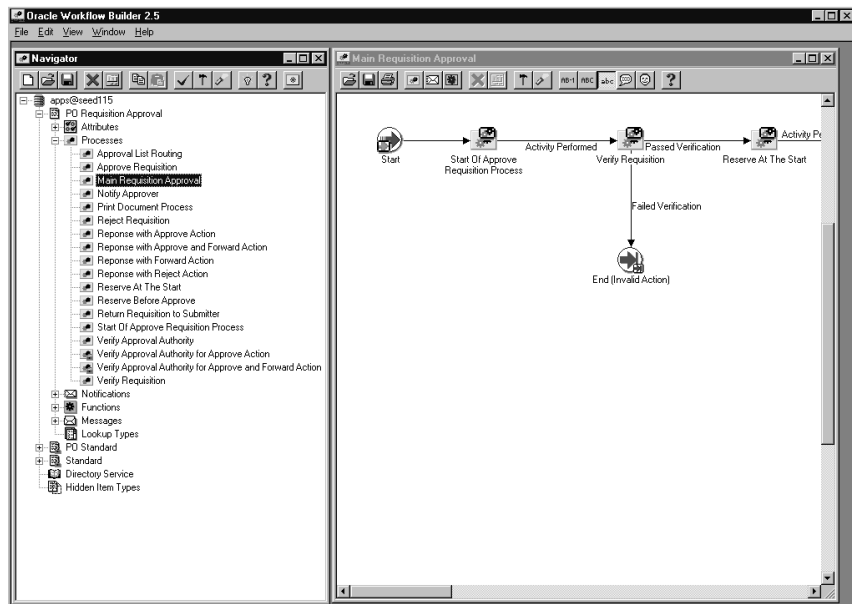 Oracle Workflow Builder 2.5
File Edit View Window Help
Navigator
apps@seed115
PO Requisition Approval
Attributes
Processes
Approval List Routing
Approve Requisition
Main Requisition Approval
Notify Approver
Print Document Process
Reject Requisition
Reponse with Approve Action
Reponse with Approve and Forward Action
Reponse with Forward Action
Reponse with Reject Action
Reserve At The Start
Reserve Before Approve
Return Requisition to Submitter
Start Of Approve Requisition Process
Verify Approval Authority
Verify Approval Authority for Approve Action
Verify Approval Authority for Approve and Forward Action
Verify Requisition
Notifications
Functions
Messages
Lookup Types
PO Standard
Standard
Directory Service
Hidden Item Types
Main Requisition Approval
abc
Start
Start Of Approve
Requisition Process
Activity Performed
Verify Requisition
Passed Verification
Reserve At The Start
Activity Pe
Failed Verification
End (Invalid Action)